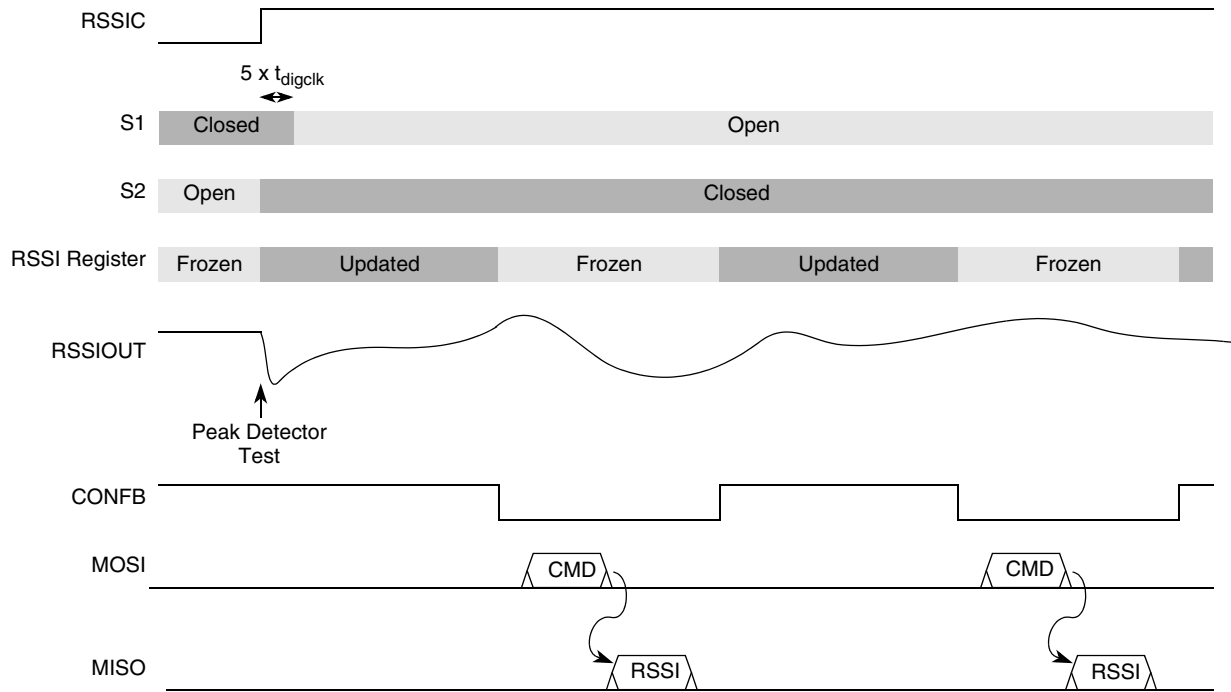 RSSIC
5 x tdigclk
S1
Closed
Open
S2
Open
Closed
RSSI Register
Frozen
Updated
Frozen
Updated
Frozen
RSSIOUT
Peak Detector
Test
CONFB
MOSI
CMD
CMD
MISO
RSSI
RSSI